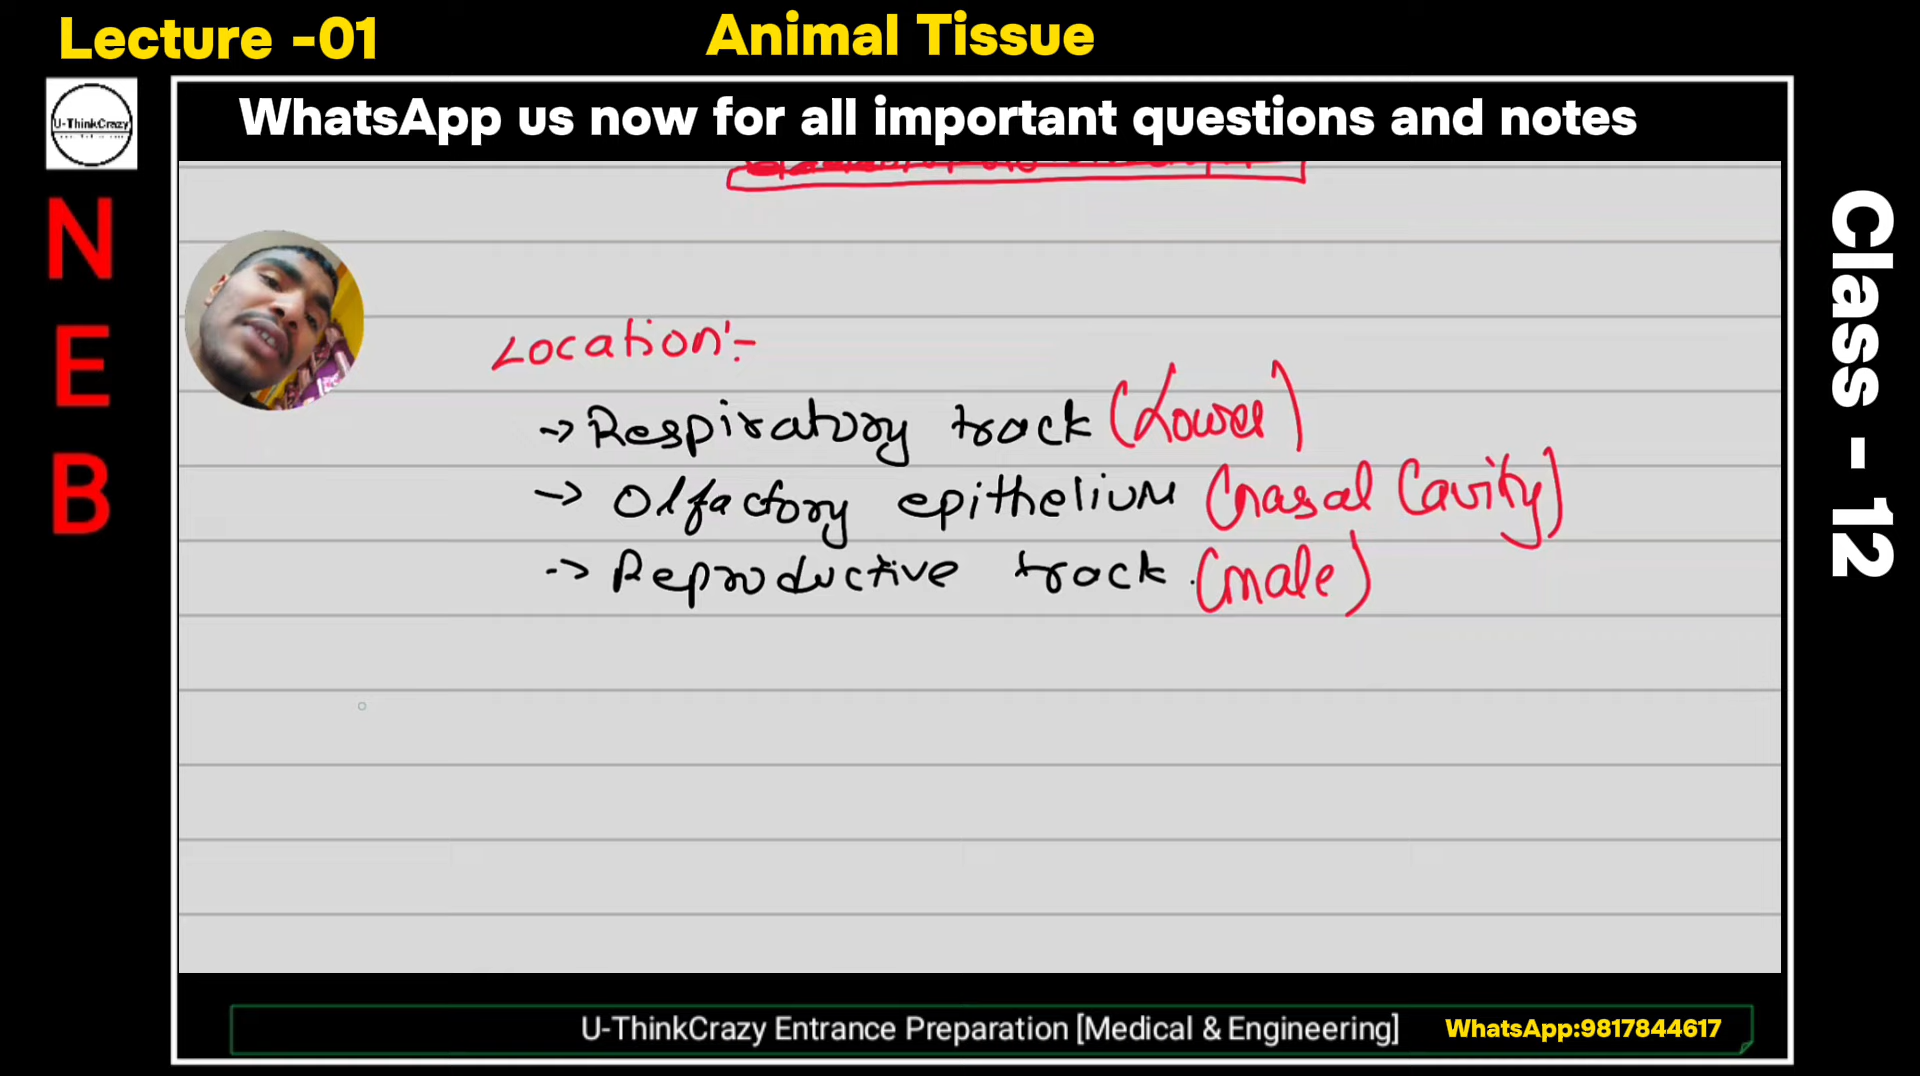 Lecture -01
Animal Tissue
U-ThinkCrazy
WhatsApp us now for all important questions and notes
N
E
B
Class - 12
Location:-
-> Respiratory track (Lower)
-> Olfactory epithelium (nasal Cavity)
-> Reproductive track. (male)
U-ThinkCrazy Entrance Preparation [Medical & Engineering]
WhatsApp:9817844617